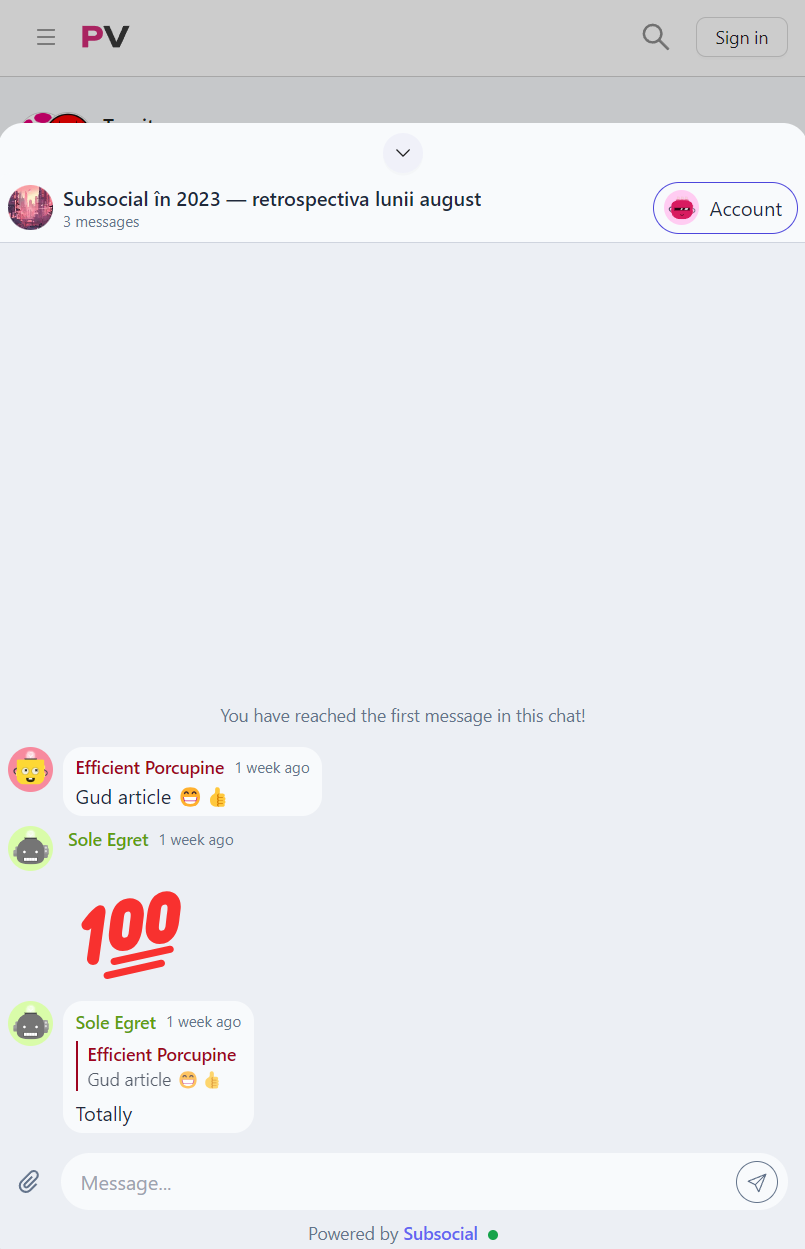 PV
Sign in
Subsocial în 2023 — retrospectiva lunii august
3 messages
Account
You have reached the first message in this chat!
Efficient Porcupine 1 week ago
Gud article 😁 👍
Sole Egret 1 week ago
💯
Sole Egret 1 week ago
Efficient Porcupine
Gud article 😁 👍
Totally
Message...
Powered by Subsocial